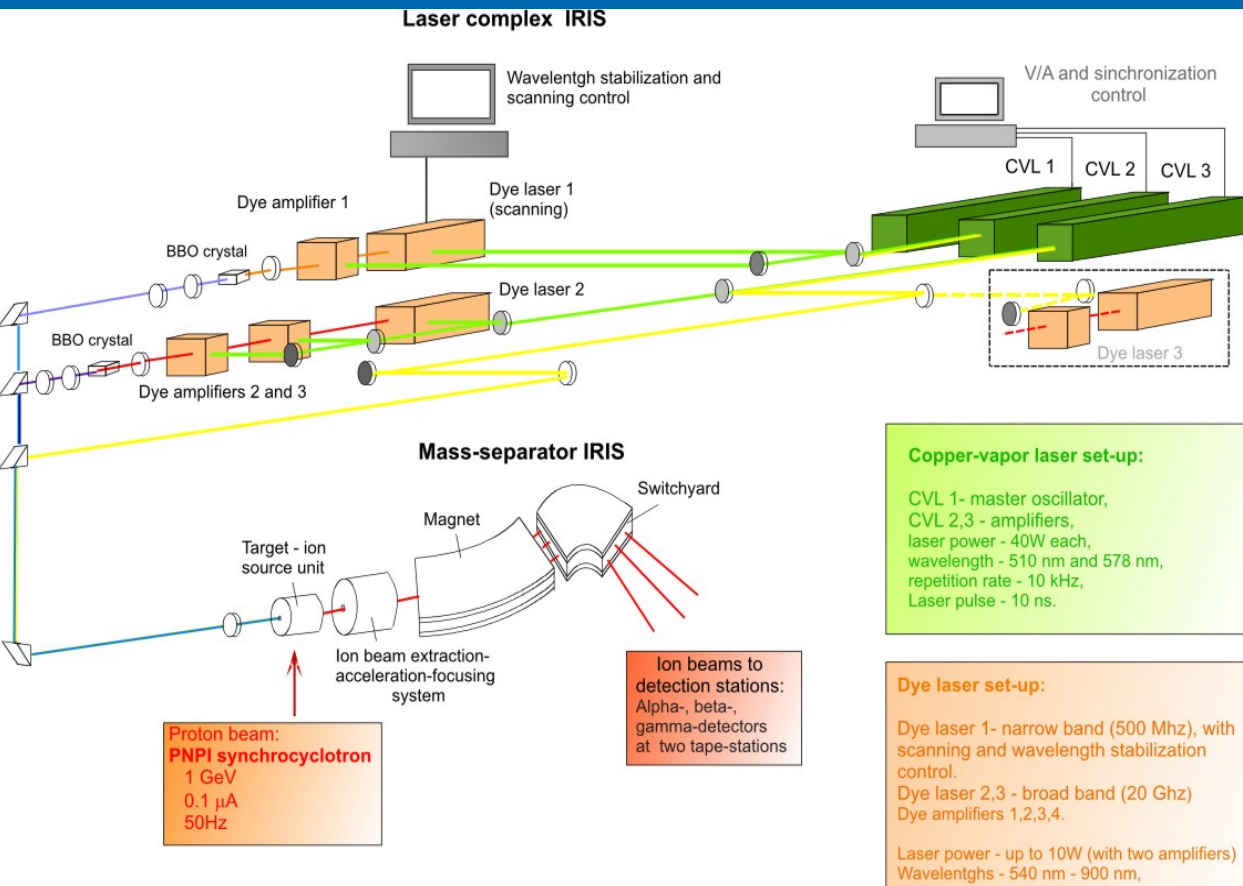 Laser complex IRIS
Wavelentgh stabilization and
scanning control
V/A and sinchronization
control
CVL 1
CVL 2
CVL 3
Dye laser 1
(scanning)
Dye amplifier 1
BBO crystal
Dye laser 2
BBO crystal
Dye laser 3
Dye amplifiers 2 and 3
Mass-separator IRIS
Switchyard
Magnet
Target - ion
source unit
Ion beam extraction-
acceleration-focusing
system
Proton beam:
PNPI synchrocyclotron
1 GeV
0.1 μA
50Hz
Ion beams to
detection stations:
Alpha-, beta-,
gamma-detectors
at two tape-stations
Copper-vapor laser set-up:
CVL 1- master oscillator,
CVL 2,3 - amplifiers,
laser power - 40W each,
wavelength - 510 nm and 578 nm,
repetition rate - 10 kHz,
Laser pulse - 10 ns.
Dye laser set-up:
Dye laser 1- narrow band (500 Mhz), with
scanning and wavelength stabilization
control.
Dye laser 2,3 - broad band (20 Ghz)
Dye amplifiers 1,2,3,4.
Laser power - up to 10W (with two amplifiers)
Wavelentghs - 540 nm - 900 nm,